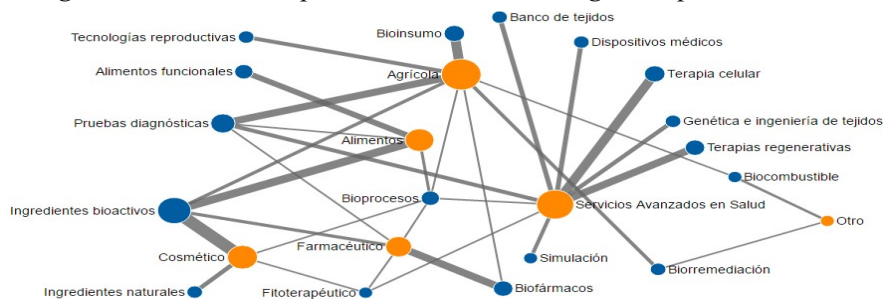 Banco de tejidos
Tecnologías reproductivas
Bioinsumo
Dispositivos médicos
Alimentos funcionales
Agrícola
Terapia celular
Pruebas diagnósticas
Genética e ingeniería de tejidos
Alimentos
Terapias regenerativas
Biocombustible
Bioprocesos
Ingredientes bioactivos
Servicios Avanzados en Salud
Otro
Farmacéutico
Cosmético
Simulación
Biorremediación
Ingredientes naturales
Fitoterapéutico
Biofármacos